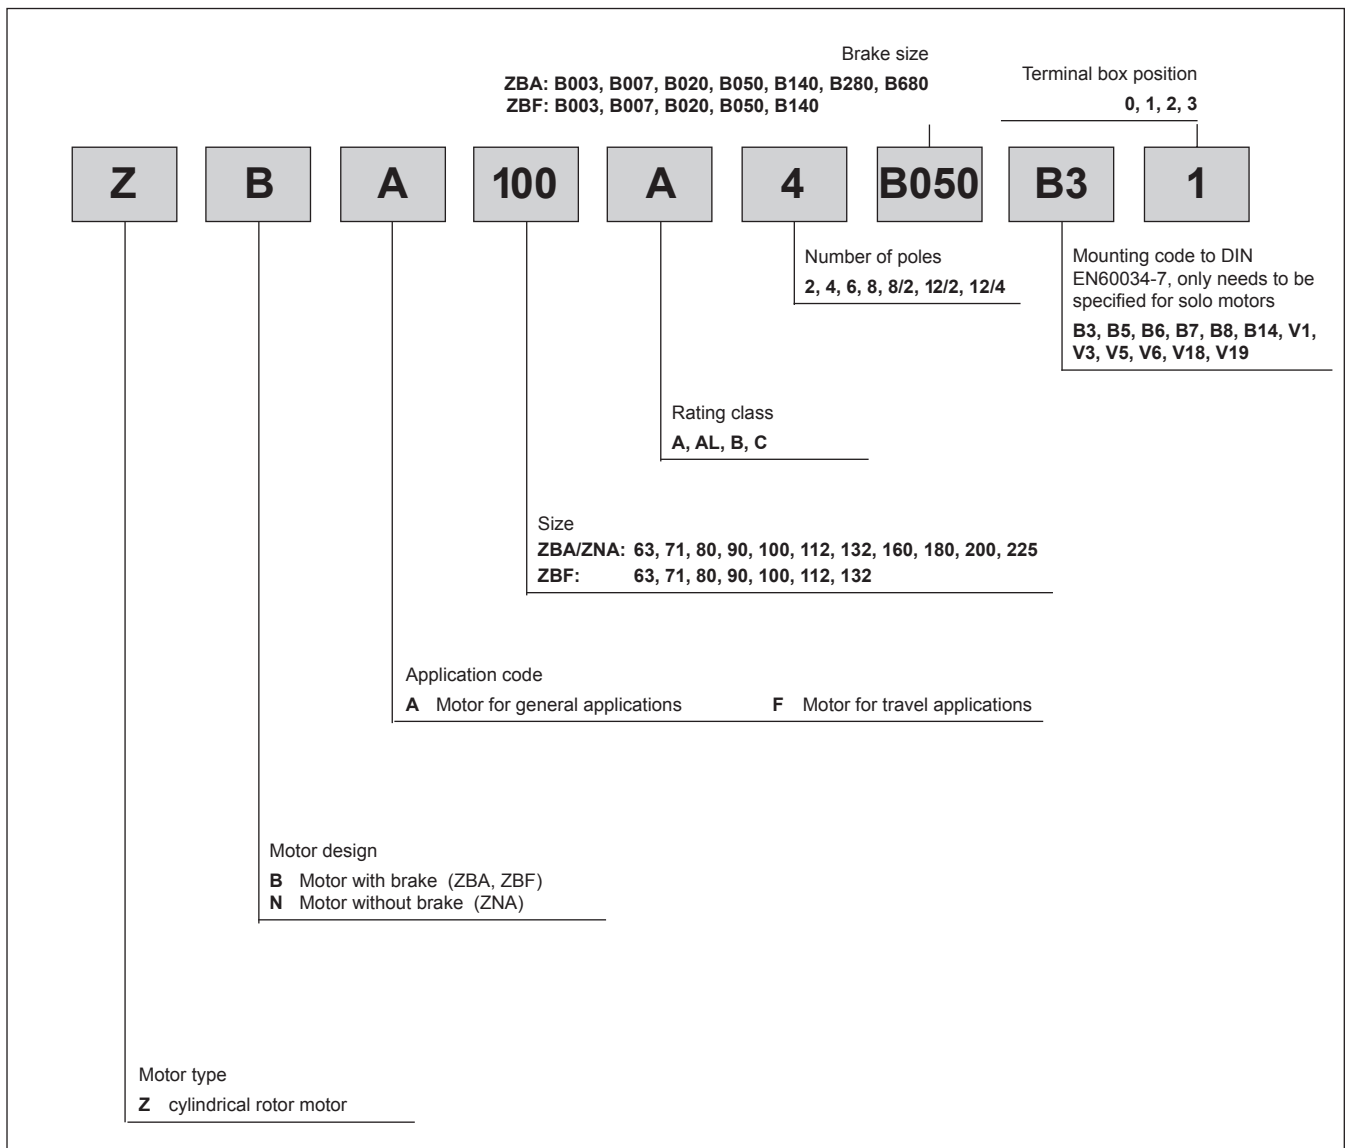 Brake size
ZBA: B003, B007, B020, B050, B140, B280, B680
ZBF: B003, B007, B020, B050, B140
Terminal box position
0, 1, 2, 3
Z B A 100 A 4 B050 B3 1
Number of poles
2, 4, 6, 8, 8/2, 12/2, 12/4
Mounting code to DIN
EN60034-7, only needs to be
specified for solo motors
B3, B5, B6, B7, B8, B14, V1,
V3, V5, V6, V18, V19
Rating class
A, AL, B, C
Size
ZBA/ZNA: 63, 71, 80, 90, 100, 112, 132, 160, 180, 200, 225
ZBF: 63, 71, 80, 90, 100, 112, 132
Application code
A Motor for general applications F Motor for travel applications
Motor design
B Motor with brake (ZBA, ZBF)
N Motor without brake (ZNA)
Motor type
Z cylindrical rotor motor